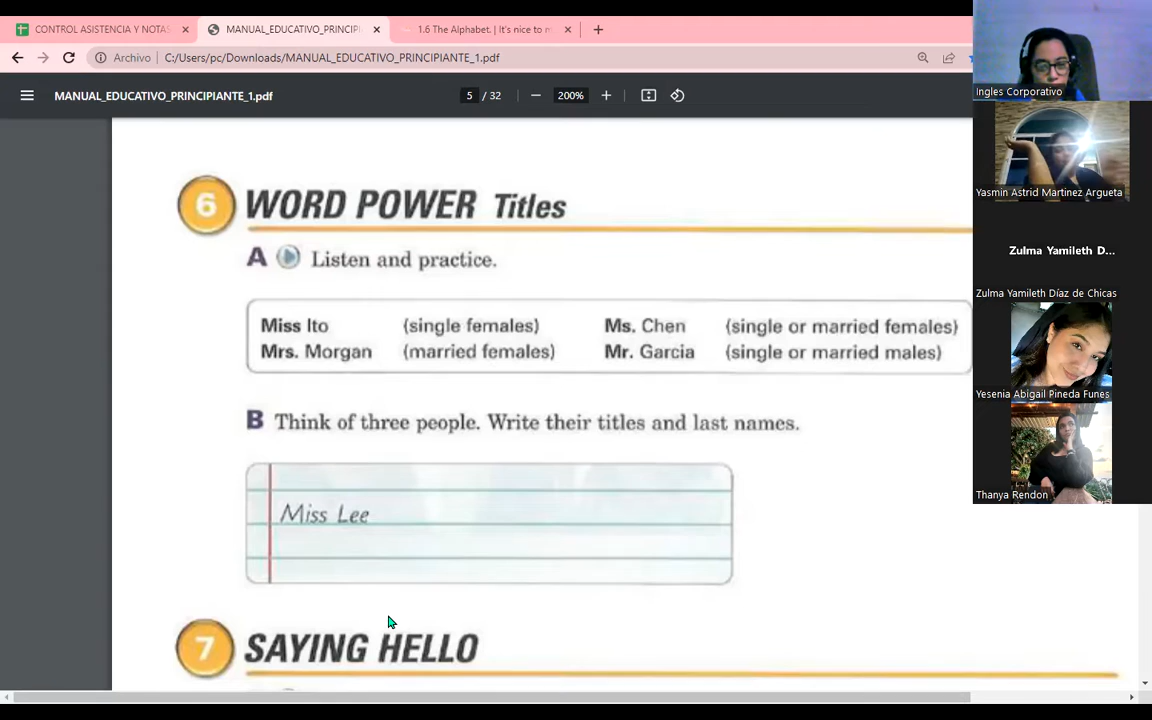 CONTROL ASISTENCIA Y NOTAS
MANUAL_EDUCATIVO_PRINCIPI
1.6 The Alphabet. | It's nice to m
Archivo
C:/Users/pc/Downloads/MANUAL_EDUCATIVO_PRINCIPIANTE_1.pdf
MANUAL_EDUCATIVO_PRINCIPIANTE_1.pdf
5 / 32
200%
6 WORD POWER Titles
A Listen and practice.
Miss Ito (single females) Ms. Chen (single or married females)
Mrs. Morgan (married females) Mr. Garcia (single or married males)
B Think of three people. Write their titles and last names.
Miss Lee
7 SAYING HELLO
Ingles Corporativo
Yasmin Astrid Martinez Argueta
Zulma Yamileth D...
Zulma Yamileth Díaz de Chicas
Yesenia Abigail Pineda Funes
Thanya Rendon